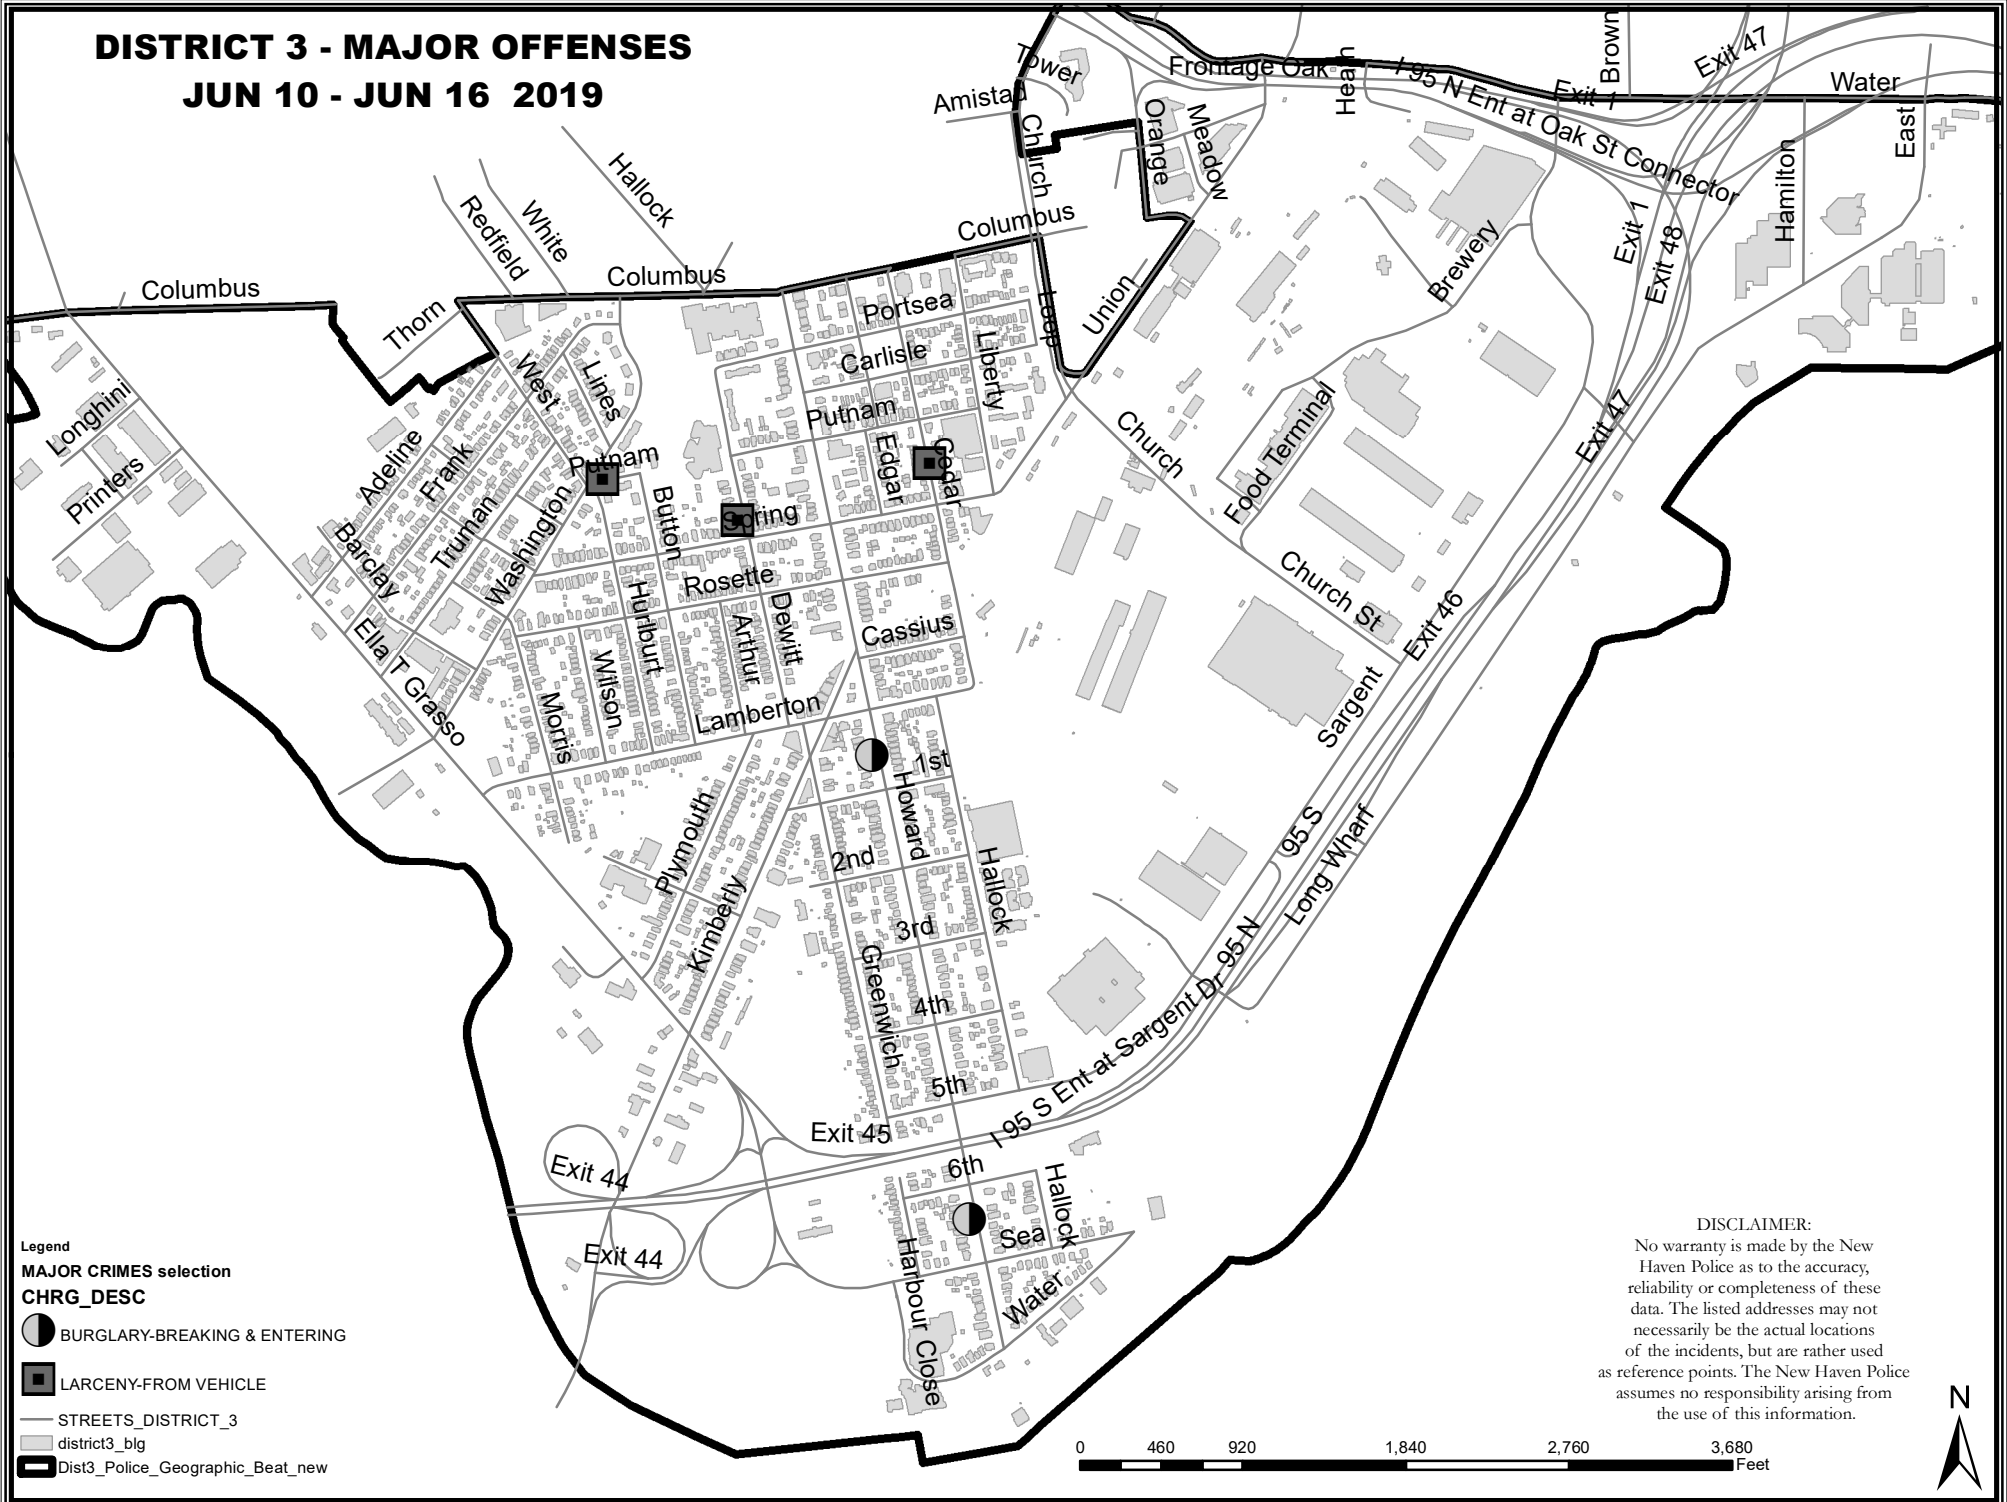 DISTRICT 3 - MAJOR OFFENSES
JUN 10 - JUN 16 2019
Tower
Amistad
Church
Orange
Meadow
Frontage Oak
Heath
I 95 N Ent at Oak St Connector
Exit 1
Brown
Exit 47
Water
East
Hamilton
Exit 1
Exit 48
Hallock
White
Redfield
Columbus
Columbus
Columbus
Thorn
Portsea
Carlisle
Liberty
Loop
Union
Brewery
Longhini
Printers
West
Lines
Putnam
Putnam
Edgar
Cedar
Church
Food Terminal
Exit 47
Adeline
Frank
Truman
Washington
Barclay
Button
Spring
Rosette
Hurlburt
Arthur
Dewitt
Cassius
Church St
Exit 46
Sargent
Ella T Grasso
Morris
Wilson
Lamberton
1st
Howard
Plymouth
Kimberly
2nd
Hallock
3rd
Greenwich
4th
5th
95 S
Long Wharf
95 N
I 95 S Ent at Sargent Dr
Exit 45
Exit 44
6th
Hallock
Sea
Exit 44
Harbour Close
Water
Legend
MAJOR CRIMES selection
CHRG_DESC
BURGLARY-BREAKING & ENTERING
LARCENY-FROM VEHICLE
STREETS_DISTRICT_3
district3_blg
Dist3_Police_Geographic_Beat_new
DISCLAIMER:
No warranty is made by the New
Haven Police as to the accuracy,
reliability or completeness of these
data. The listed addresses may not
necessarily be the actual locations
of the incidents, but are rather used
as reference points. The New Haven Police
assumes no responsibility arising from
the use of this information.
N
0 460 920 1,840 2,760 3,680
Feet